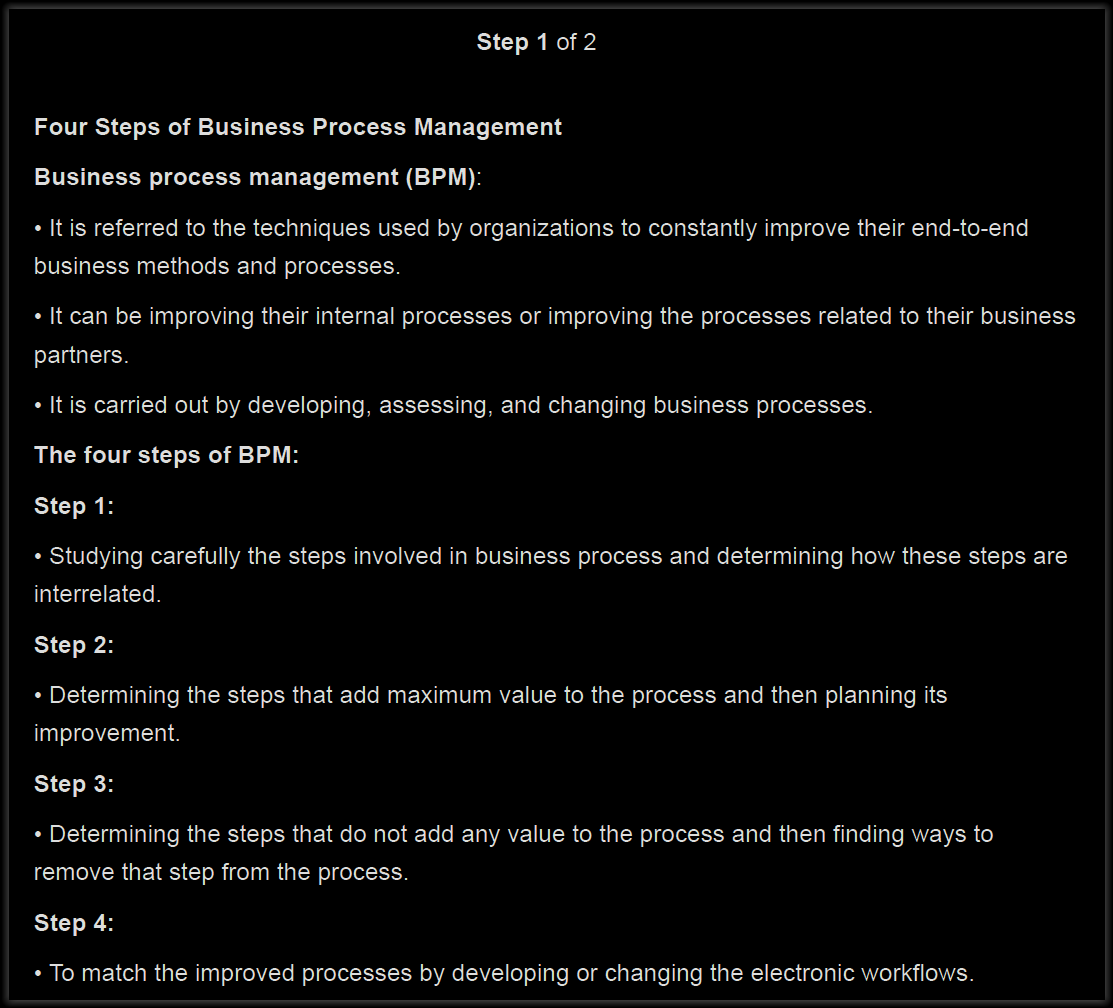 Step 1 of 2
Four Steps of Business Process Management
Business process management (BPM):
• It is referred to the techniques used by organizations to constantly improve their end-to-end
business methods and processes.
• It can be improving their internal processes or improving the processes related to their business
partners.
• It is carried out by developing, assessing, and changing business processes.
The four steps of BPM:
Step 1:
• Studying carefully the steps involved in business process and determining how these steps are
interrelated.
Step 2:
• Determining the steps that add maximum value to the process and then planning its
improvement.
Step 3:
• Determining the steps that do not add any value to the process and then finding ways to
remove that step from the process.
Step 4:
• To match the improved processes by developing or changing the electronic workflows.